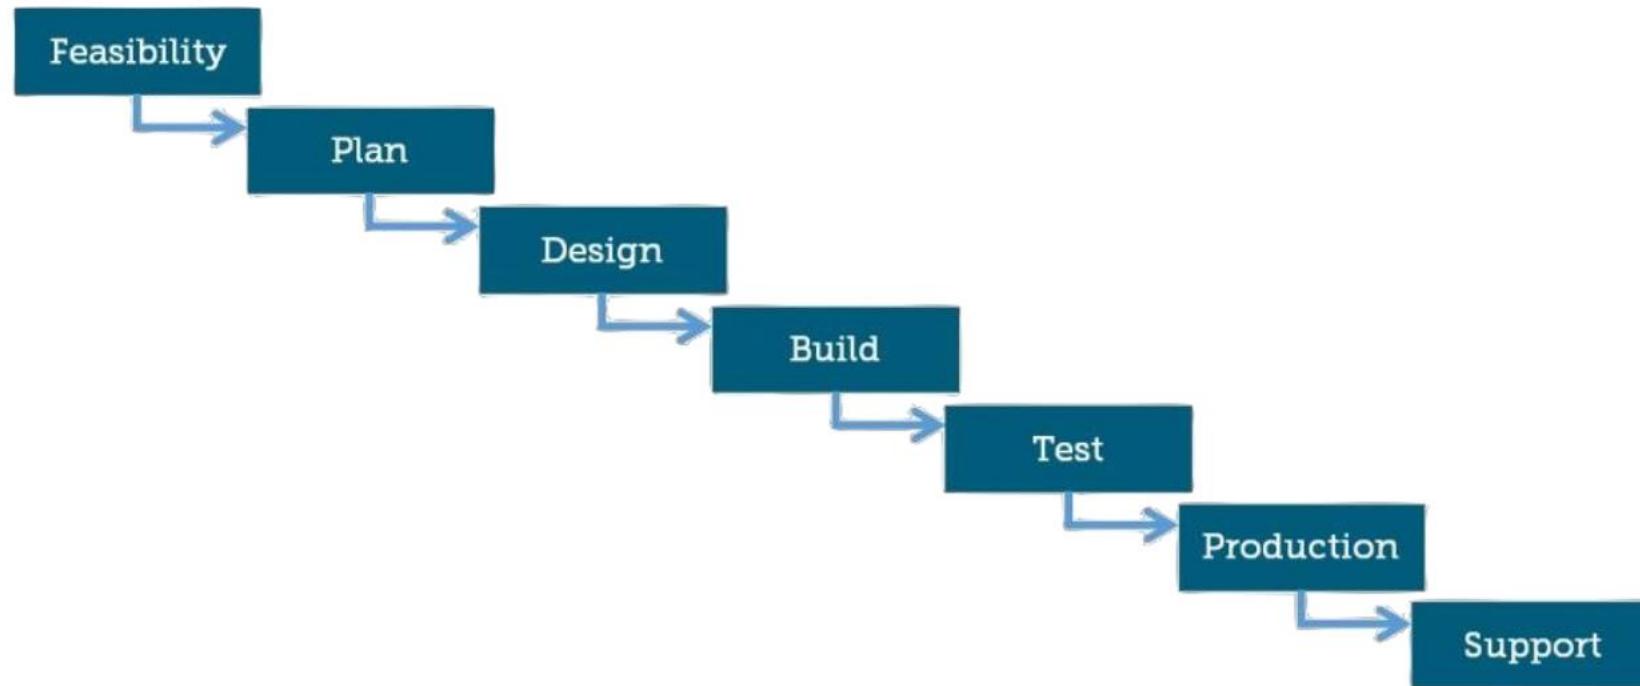 Feasibility
Plan
Design
Build
Test
Production
Support